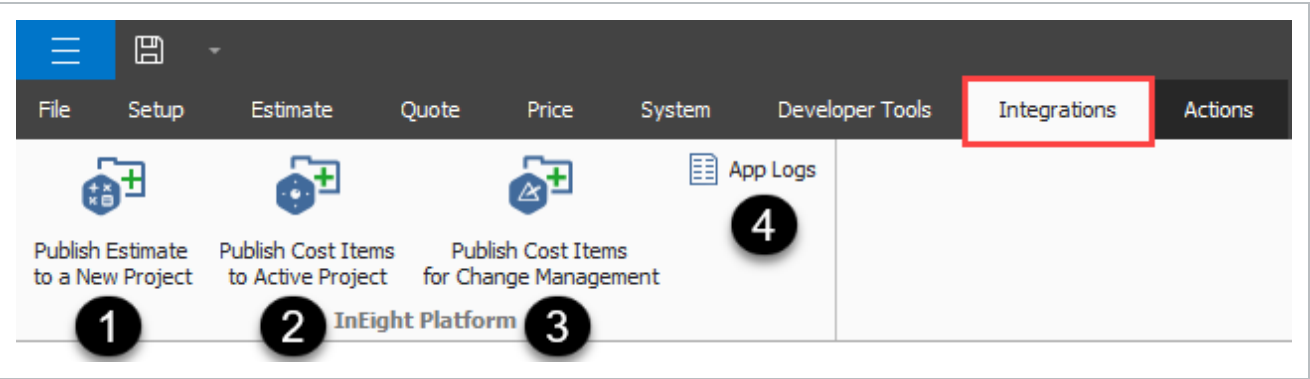 File Setup Estimate Quote Price System Developer Tools Integrations Actions
App Logs
4
Publish Estimate
to a New Project
Publish Cost Items
to Active Project
Publish Cost Items
for Change Management
1
2
3
InEight Platform